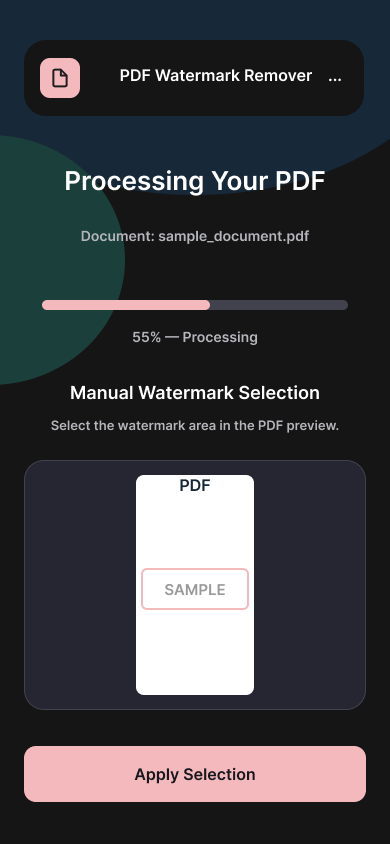 PDF Watermark Remover ...
Processing Your PDF
Document: sample_document.pdf
55% — Processing
Manual Watermark Selection
Select the watermark area in the PDF preview.
PDF
SAMPLE
Apply Selection